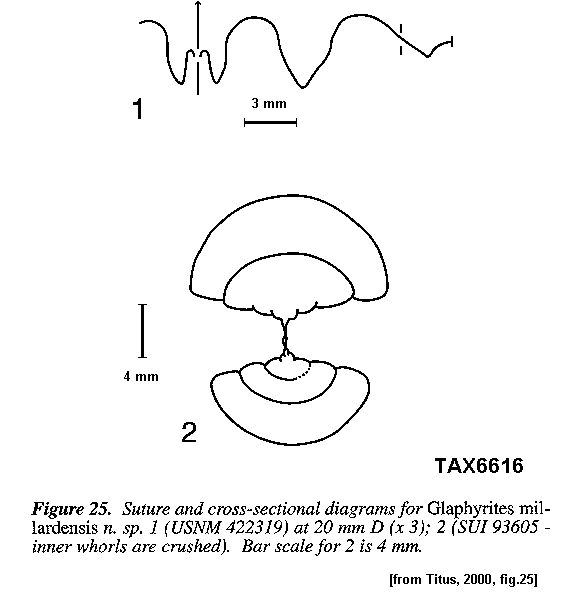 1
3 mm
4 mm
2
TAX6616
Figure 25. Suture and cross-sectional diagrams for Glaphyrites mil-
lardensis n. sp. 1 (USNM 422319) at 20 mm D (x 3); 2 (SUI 93605 -
inner whorls are crushed). Bar scale for 2 is 4 mm.
[from Titus, 2000, fig.25]